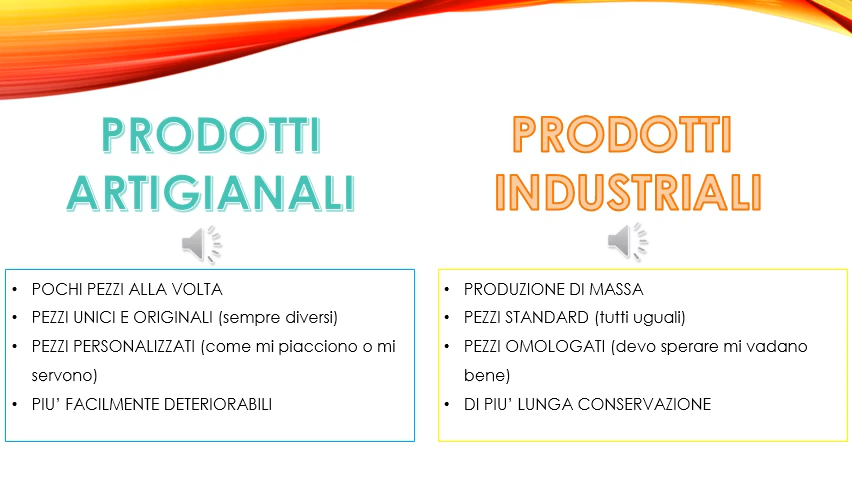 PRODOTTI
ARTIGIANALI
• POCHI PEZZI ALLA VOLTA
• PEZZI UNICI E ORIGINALI (sempre diversi)
• PEZZI PERSONALIZZATI (come mi piacciono o mi
servono)
• PIU’ FACILMENTE DETERIORABILI
PRODOTTI
INDUSTRIALI
• PRODUZIONE DI MASSA
• PEZZI STANDARD (tutti uguali)
• PEZZI OMOLOGATI (devo sperare mi vadano
bene)
• DI PIU’ LUNGA CONSERVAZIONE